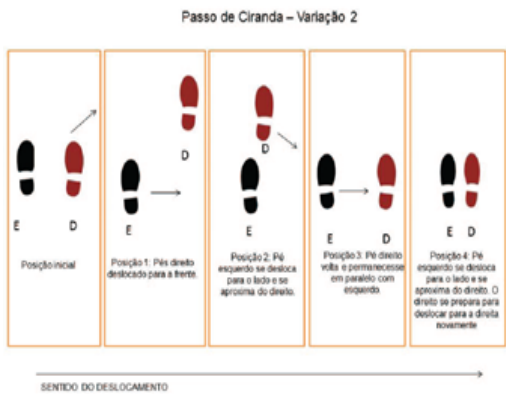 Passo de Ciranda – Variação 2
E
D
Posição inicial
D
E
Posição 1: Pés direito
deslocado para a frente.
D
E
Posição 2: Pé
esquerdo se desloca
para o lado e se
aproxima do direito.
E
D
Posição 3: Pé direito
volta e permanecesse
em paralelo com
esquerdo.
E
D
Posição 4: Pé
esquerdo se desloca
para o lado e se
aproxima do direito. O
direito se prepara para
deslocar para a direita
novamente
SENTIDO DO DESLOCAMENTO